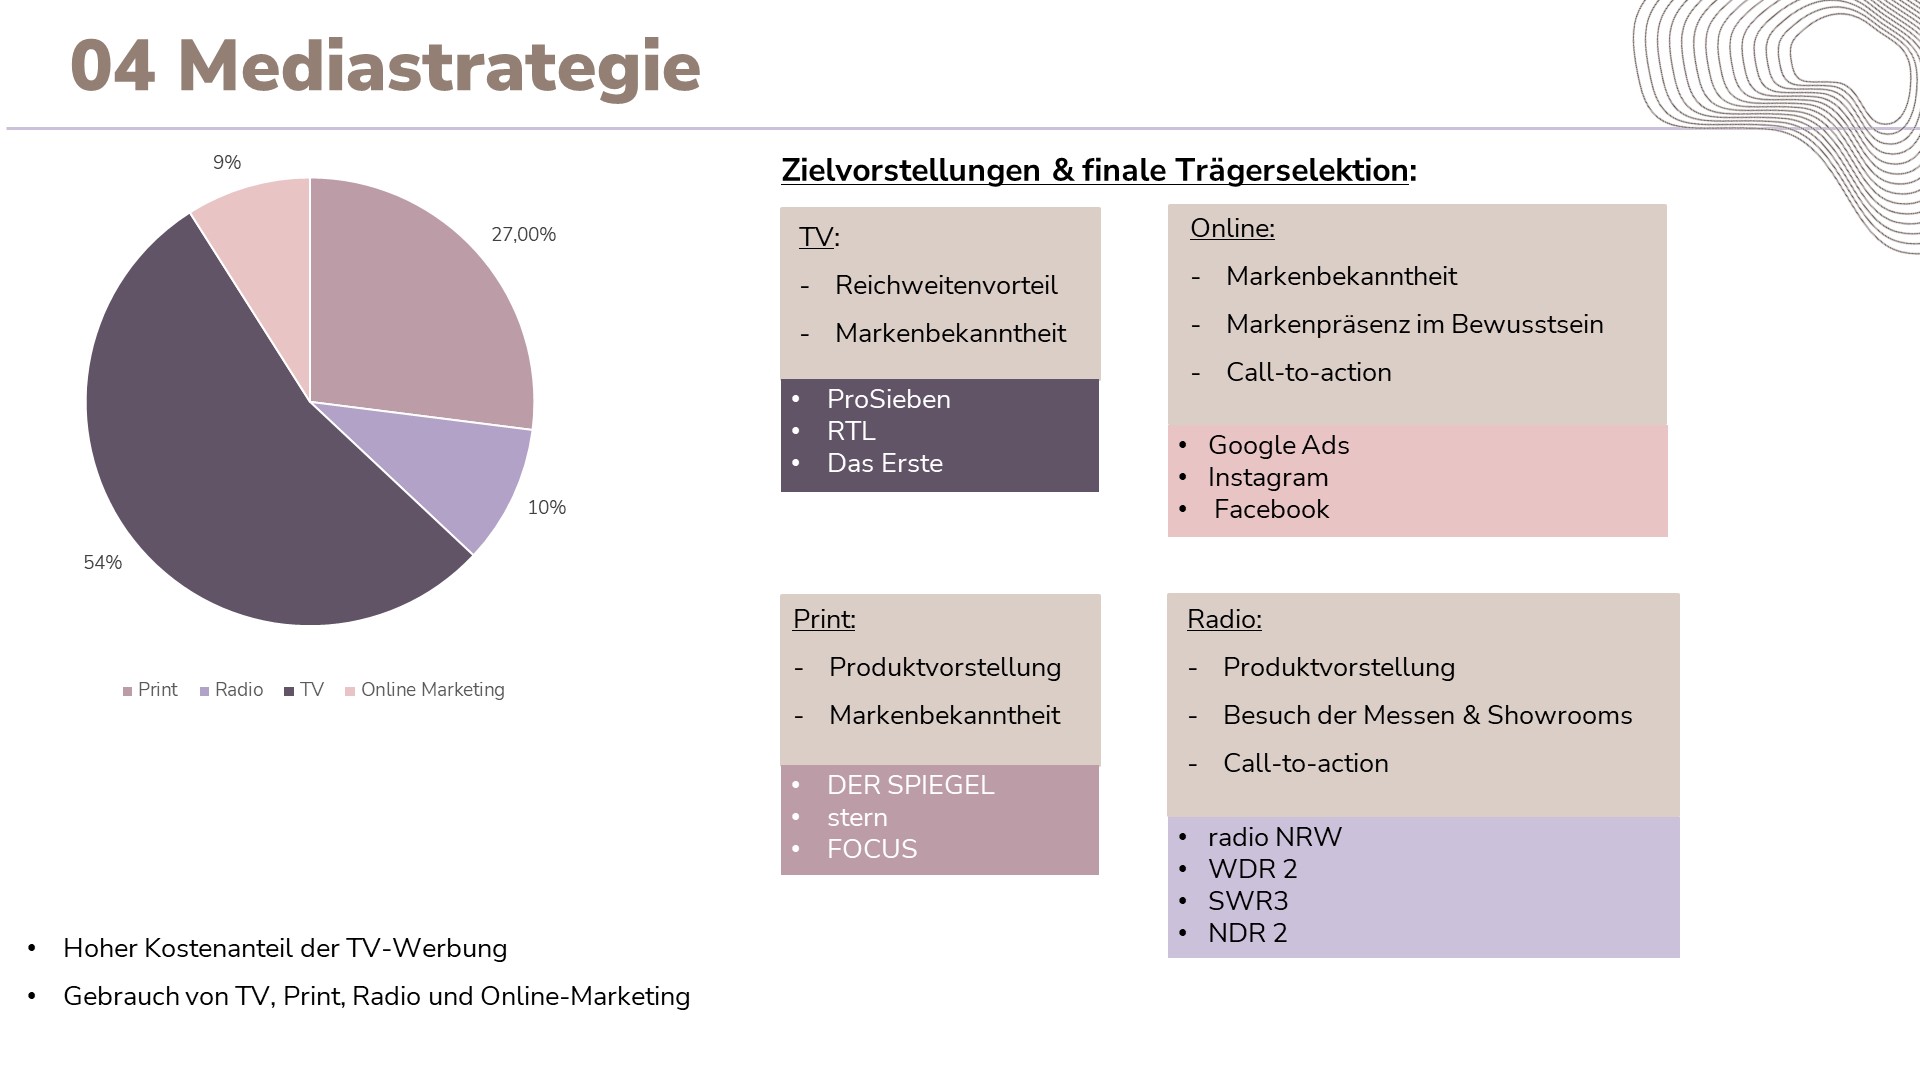 04 Mediastrategie
9%
27,00%
10%
54%
Print Radio TV Online Marketing
• Hoher Kostenanteil der TV-Werbung
• Gebrauch von TV, Print, Radio und Online-Marketing
Zielvorstellungen & finale Trägerselektion:
TV:
- Reichweitenvorteil
- Markenbekanntheit
• ProSieben
• RTL
• Das Erste
Online:
- Markenbekanntheit
- Markenpräsenz im Bewusstsein
- Call-to-action
• Google Ads
• Instagram
• Facebook
Print:
- Produktvorstellung
- Markenbekanntheit
• DER SPIEGEL
• stern
• FOCUS
Radio:
- Produktvorstellung
- Besuch der Messen & Showrooms
- Call-to-action
• radio NRW
• WDR 2
• SWR3
• NDR 2